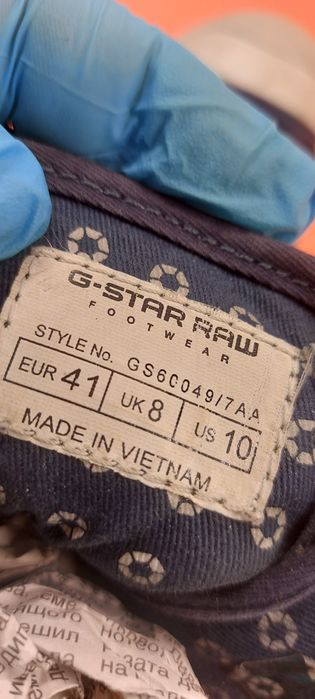 G-STAR RAW
FOOTWEAR
STYLE No. GS60049/7AA
EUR 41 UK 8 US 10
MADE IN VIETNAM